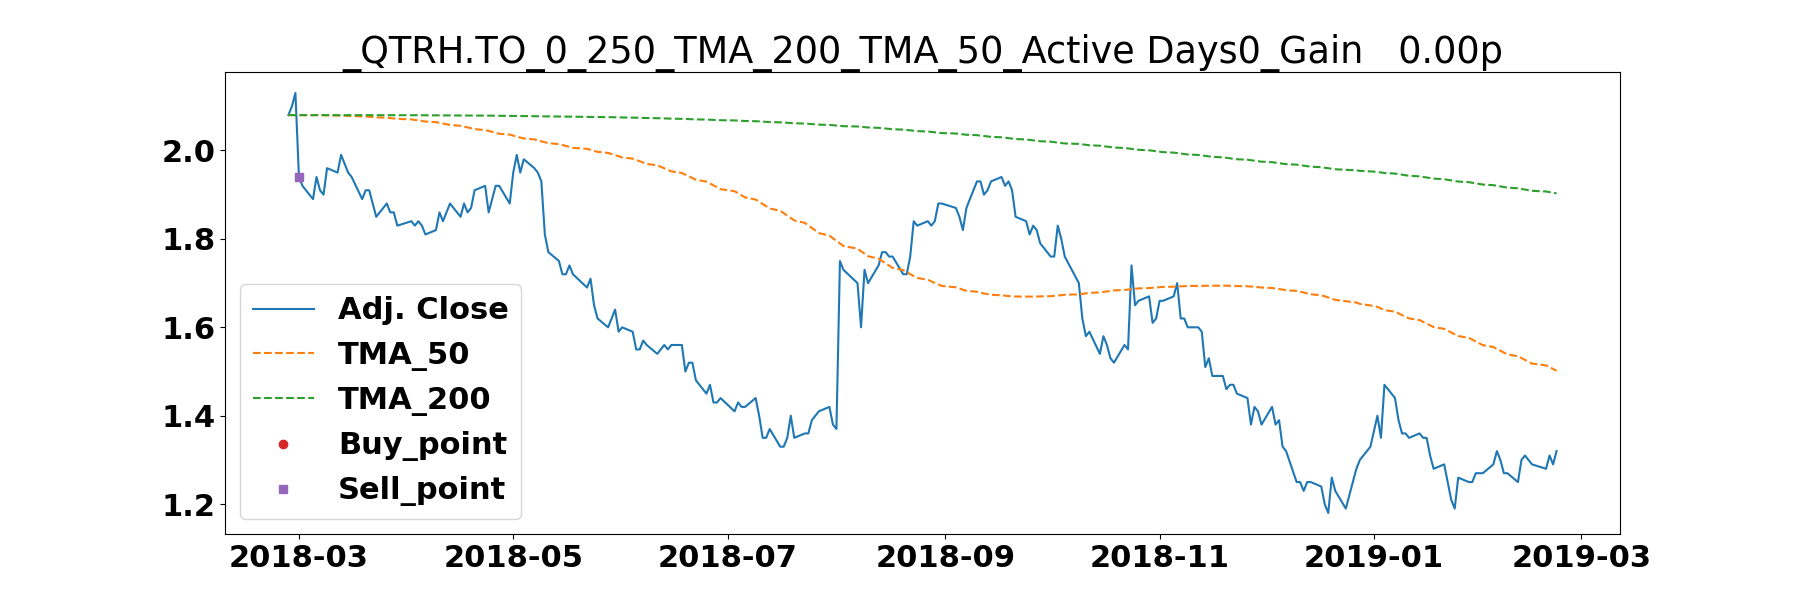 _QTRH.TO_0_250_TMA_200_TMA_50_Active Days0_Gain   0.00p
2.0
1.8
1.6
1.4
1.2
Adj. Close
TMA_50
TMA_200
Buy_point
Sell_point
2018-03 2018-05 2018-07 2018-09 2018-11 2019-01 2019-03